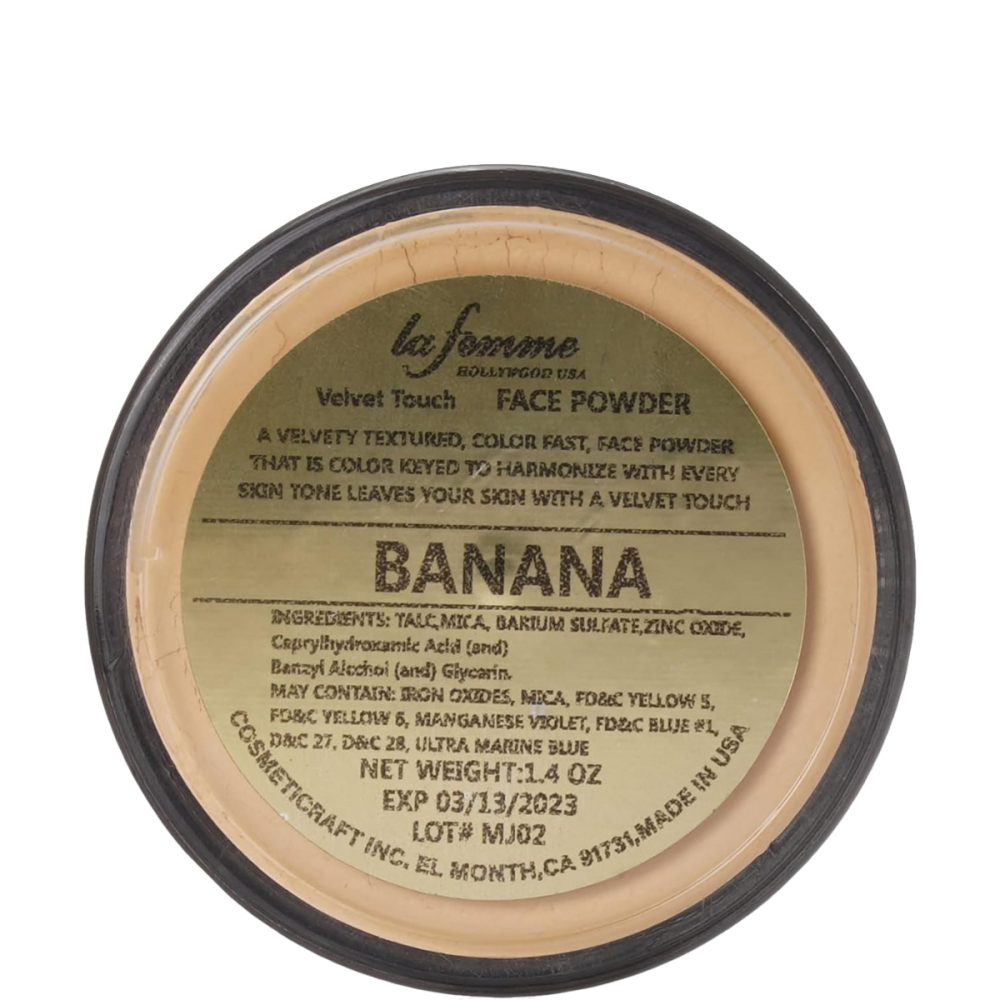 la femme
HOLLYWOOD USA
Velvet Touch FACE POWDER
A VELVETY TEXTURED, COLOR FAST, FACE POWDER
THAT IS COLOR KEYED TO HARMONIZE WITH EVERY
SKIN TONE LEAVES YOUR SKIN WITH A VELVET TOUCH
BANANA
INGREDIENTS: TALC,MICA, BARIUM SULFATE,ZINC OXIDE,
Caprylhydroxamic Acid (and)
Benzyl Alcohol (and) Glycerin.
MAY CONTAIN: IRON OXIDES, MICA, FD&C YELLOW 5,
FD&C YELLOW 6, MANGANESE VIOLET, FD&C BLUE #1,
D&C 27, D&C 28, ULTRA MARINE BLUE
NET WEIGHT:1.4 OZ
EXP 03/13/2023
LOT# MJ02
COSMETICRAFT INC. EL MONTH,CA 91731,MADE IN USA